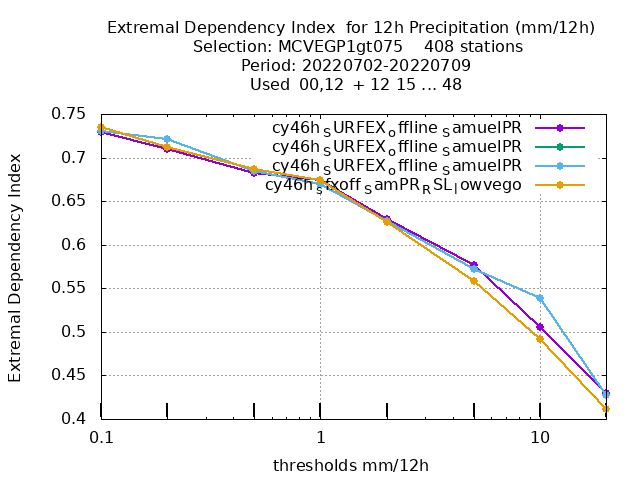 Extremal Dependency Index  for 12h Precipitation (mm/12h)
Selection: MCVEGP1gt075    408 stations
Period: 20220702-20220709
Used  00,12  + 12 15 ... 48
cy46h_SURFEX_offline_SamuelPR
cy46h_SURFEX_offline_SamuelPR
cy46h_SURFEX_offline_SamuelPR
cy46h_sfxoff_SamPR_RSL_lowvego
Extremal Dependency Index
0.75
0.7
0.65
0.6
0.55
0.5
0.45
0.4
0.1 1 10
thresholds mm/12h